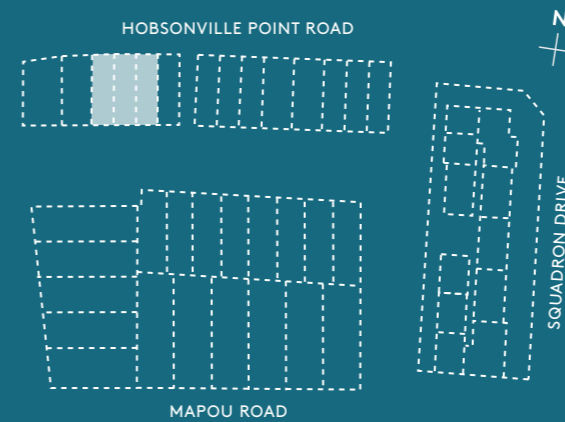 HOBSONVILLE POINT ROAD
N
SQUADRON DRIVE
MAPOU ROAD